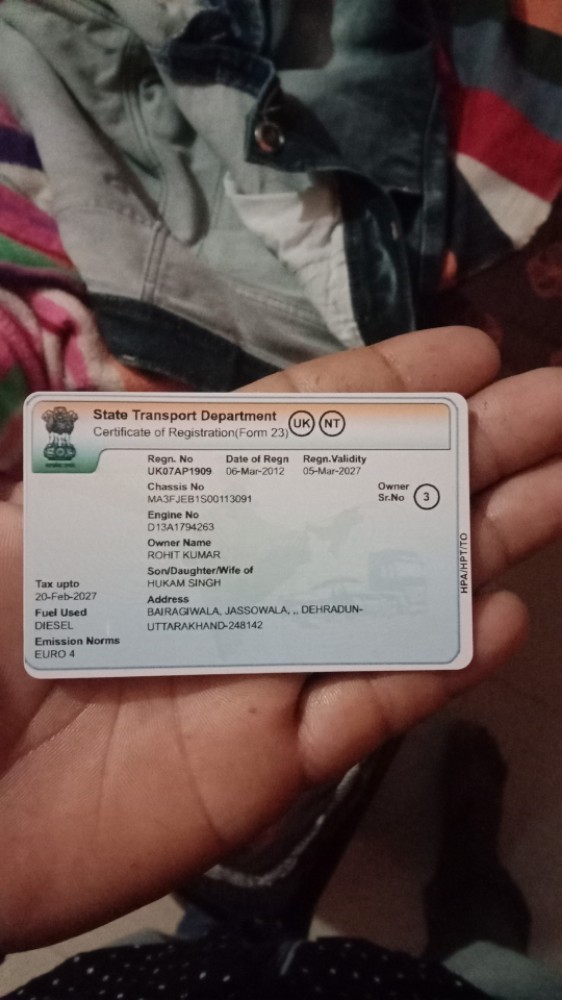 State Transport Department
Certificate of Registration(Form 23)
UK NT
Regn. No Date of Regn Regn.Validity
UK07AP1909 06-Mar-2012 05-Mar-2027
Chassis No
MA3FJEB1S00113091
Owner
Sr.No 3
Engine No
D13A1794263
Owner Name
ROHIT KUMAR
Son/Daughter/Wife of
HUKAM SINGH
Address
BAIRAGIWALA, JASSOWALA, ,, DEHRADUN-
UTTARAKHAND-248142
Tax upto
20-Feb-2027
Fuel Used
DIESEL
Emission Norms
EURO 4
HPA/HPT/TO